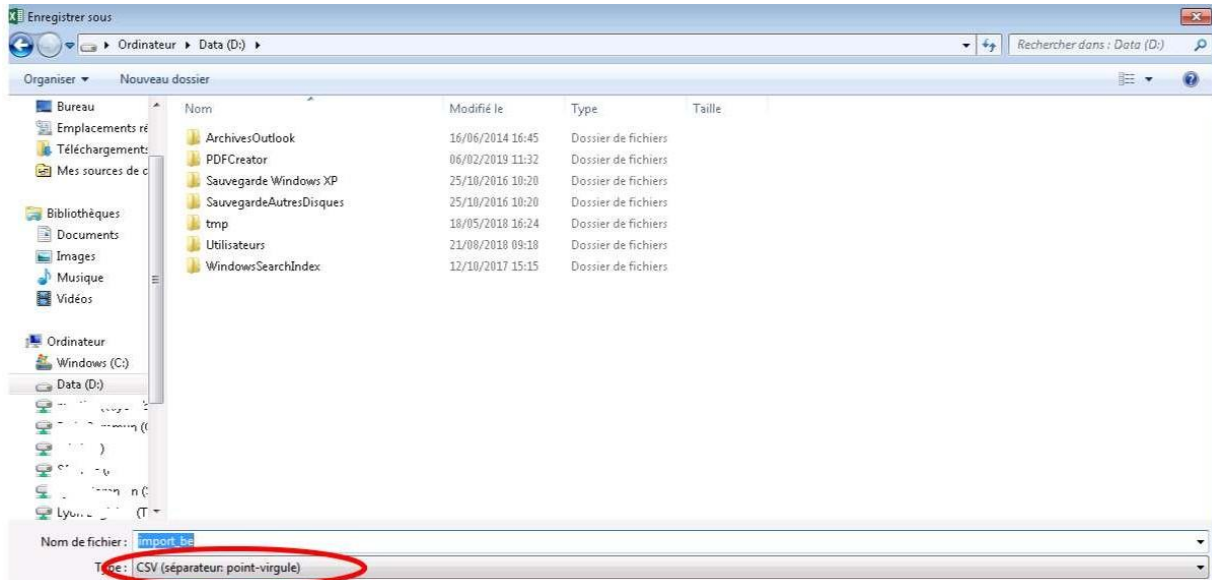 Enregistrer sous
Ordinateur Data (D:)
Rechercher dans : Data (D:)
Organiser Nouveau dossier
Nom Modifié le Type Taille
Bureau
Emplacements ré
Téléchargements
Mes sources de d
Bibliothèques
Documents
Images
Musique
Vidéos
Ordinateur
Windows (C:)
Data (D:)
ArchivesOutlook 16/06/2014 16:45 Dossier de fichiers
PDFCreator 06/02/2019 11:32 Dossier de fichiers
Sauvegarde Windows XP 25/10/2016 10:20 Dossier de fichiers
SauvegardeAutresDisques 25/10/2016 10:20 Dossier de fichiers
tmp 18/05/2018 16:24 Dossier de fichiers
Utilisateurs 21/08/2018 09:18 Dossier de fichiers
WindowsSearchIndex 12/10/2017 15:15 Dossier de fichiers
Nom de fichier : import_be
Type : CSV (séparateur: point-virgule)